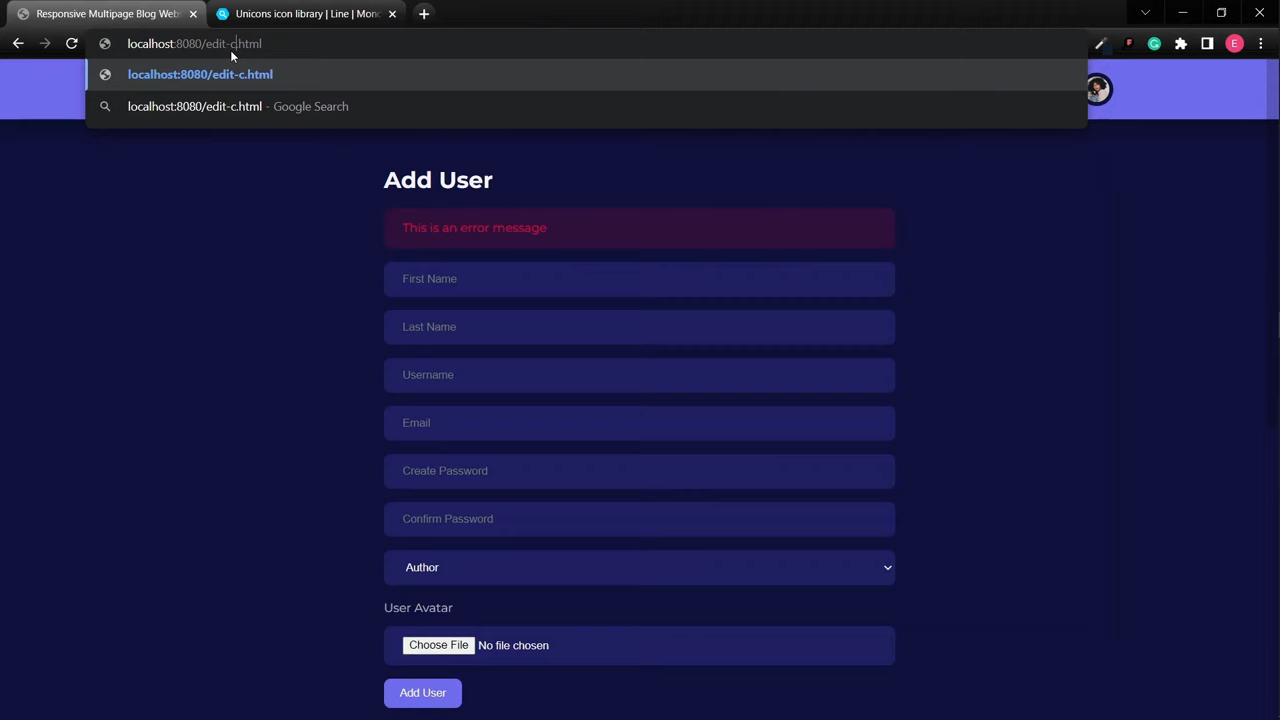 Responsive Multipage Blog Webs
Unicons icon library | Line | Mono
localhost:8080/edit-c.html
E
localhost:8080/edit-c.html
localhost:8080/edit-c.html - Google Search
Add User
This is an error message
First Name
Last Name
Username
Email
Create Password
Confirm Password
Author
User Avatar
Choose File No file chosen
Add User